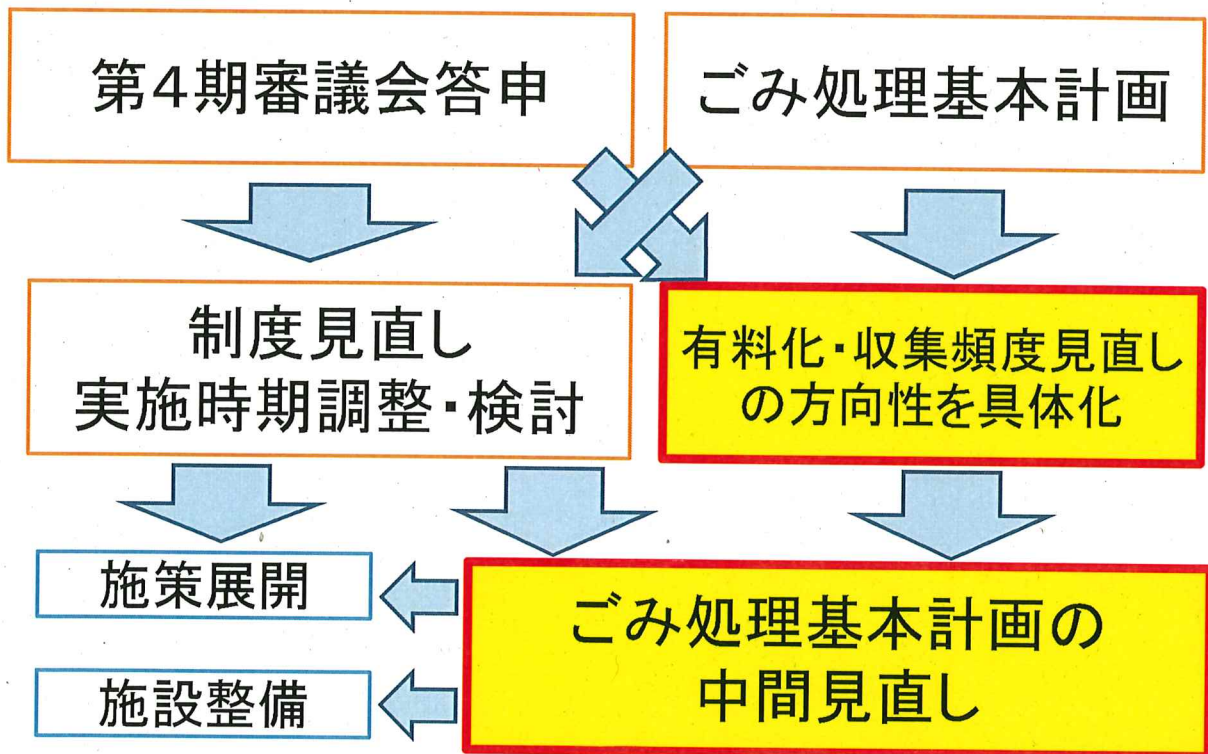 第4期審議会答申
ごみ処理基本計画
制度見直し
実施時期調整・検討
有料化・収集頻度見直し
の方向性を具体化
施策展開
ごみ処理基本計画の
中間見直し
施設整備